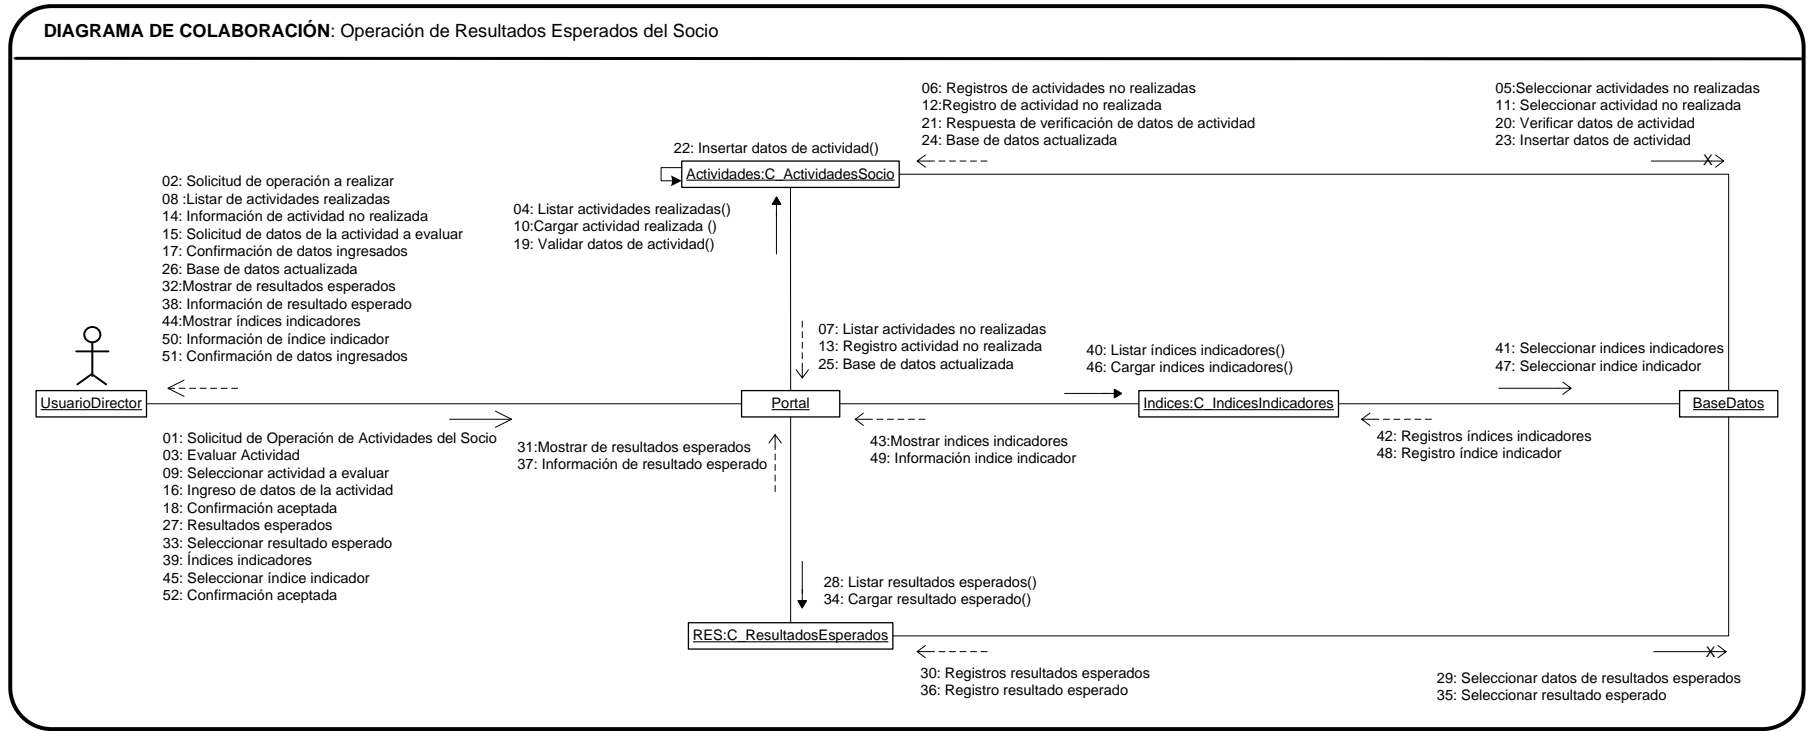 DIAGRAMA DE COLABORACIÓN: Operación de Resultados Esperados del Socio
06: Registros de actividades no realizadas
12:Registro de actividad no realizada
21: Respuesta de verificación de datos de actividad
24: Base de datos actualizada
05:Seleccionar actividades no realizadas
11: Seleccionar actividad no realizada
20: Verificar datos de actividad
23: Insertar datos de actividad
X
22: Insertar datos de actividad()
Actividades:C_ActividadesSocio
02: Solicitud de operación a realizar
08 :Listar de actividades realizadas
14: Información de actividad no realizada
15: Solicitud de datos de la actividad a evaluar
17: Confirmación de datos ingresados
26: Base de datos actualizada
32:Mostrar de resultados esperados
38: Información de resultado esperado
44:Mostrar índices indicadores
50: Información de índice indicador
51: Confirmación de datos ingresados
04: Listar actividades realizadas()
10:Cargar actividad realizada ()
19: Validar datos de actividad()
07: Listar actividades no realizadas
13: Registro actividad no realizada
25: Base de datos actualizada
40: Listar índices indicadores()
46: Cargar indices indicadores()
41: Seleccionar indices indicadores
47: Seleccionar indice indicador
UsuarioDirector
Portal
Indices:C_IndicesIndicadores
BaseDatos
01: Solicitud de Operación de Actividades del Socio
03: Evaluar Actividad
09: Seleccionar actividad a evaluar
16: Ingreso de datos de la actividad
18: Confirmación aceptada
27: Resultados esperados
33: Seleccionar resultado esperado
39: Índices indicadores
45: Seleccionar índice indicador
52: Confirmación aceptada
31:Mostrar de resultados esperados
37: Información de resultado esperado
43:Mostrar indices indicadores
49: Información indice indicador
42: Registros índices indicadores
48: Registro índice indicador
28: Listar resultados esperados()
34: Cargar resultado esperado()
RES:C_ResultadosEsperados
X
30: Registros resultados esperados
36: Registro resultado esperado
29: Seleccionar datos de resultados esperados
35: Seleccionar resultado esperado